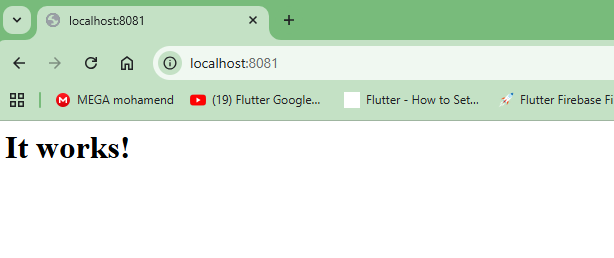 localhost:8081
localhost:8081
MEGA mohamend (19) Flutter Google... Flutter - How to Set... Flutter Firebase Fi
It works!